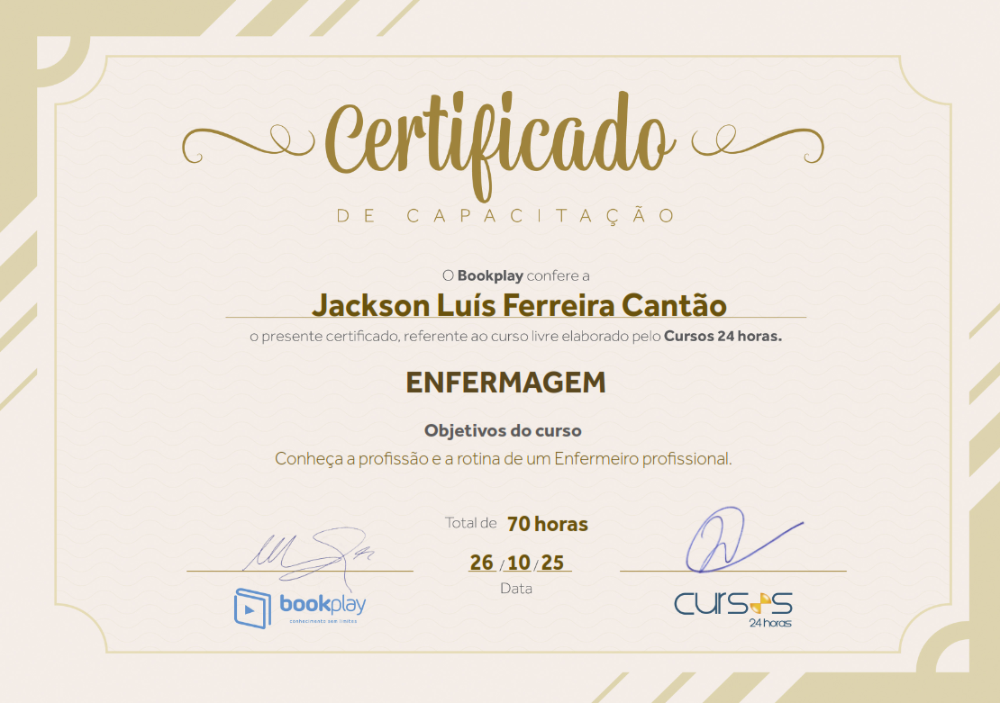 Certificado
DE CAPACITAÇÃO
O Bookplay confere a
Jackson Luís Ferreira Cantão
o presente certificado, referente ao curso livre elaborado pelo Cursos 24 horas.
ENFERMAGEM
Objetivos do curso
Conheça a profissão e a rotina de um Enfermeiro profissional.
Total de 70 horas
26 / 10 / 25
Data
bookplay
conhecimento sem limites
cursos
24 horas